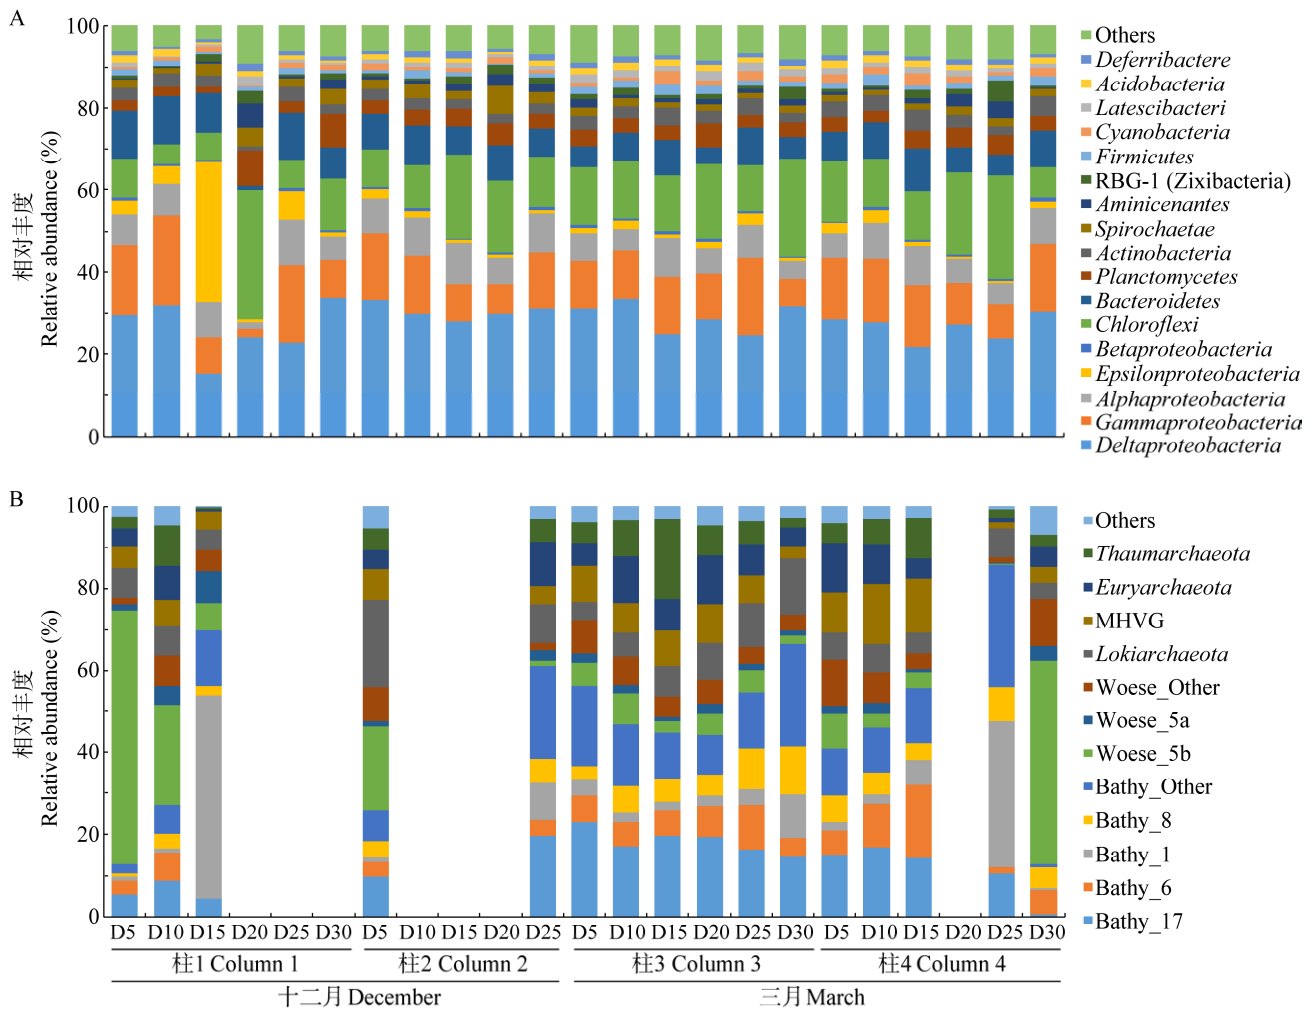 A
100
80
60
40
20
0
相对丰度
Relative abundance (%)
Others
Deferribactere
Acidobacteria
Latescibacteri
Cyanobacteria
Firmicutes
RBG-1 (Zixibacteria)
Aminicenantes
Spirochaetae
Actinobacteria
Planctomycetes
Bacteroidetes
Chloroflexi
Betaproteobacteria
Epsilonproteobacteria
Alphaproteobacteria
Gammaproteobacteria
Deltaproteobacteria
B
100
80
60
40
20
0
相对丰度
Relative abundance (%)
Others
Thaumarchaeota
Euryarchaeota
MHVG
Lokiarchaeota
Woese_Other
Woese_5a
Woese_5b
Bathy_Other
Bathy_8
Bathy_1
Bathy_6
Bathy_17
D5 D10 D15 D20 D25 D30 D5 D10 D15 D20 D25 D5 D10 D15 D20 D25 D30 D5 D10 D15 D20 D25 D30
柱1 Column 1 柱2 Column 2 柱3 Column 3 柱4 Column 4
十二月 December 三月 March